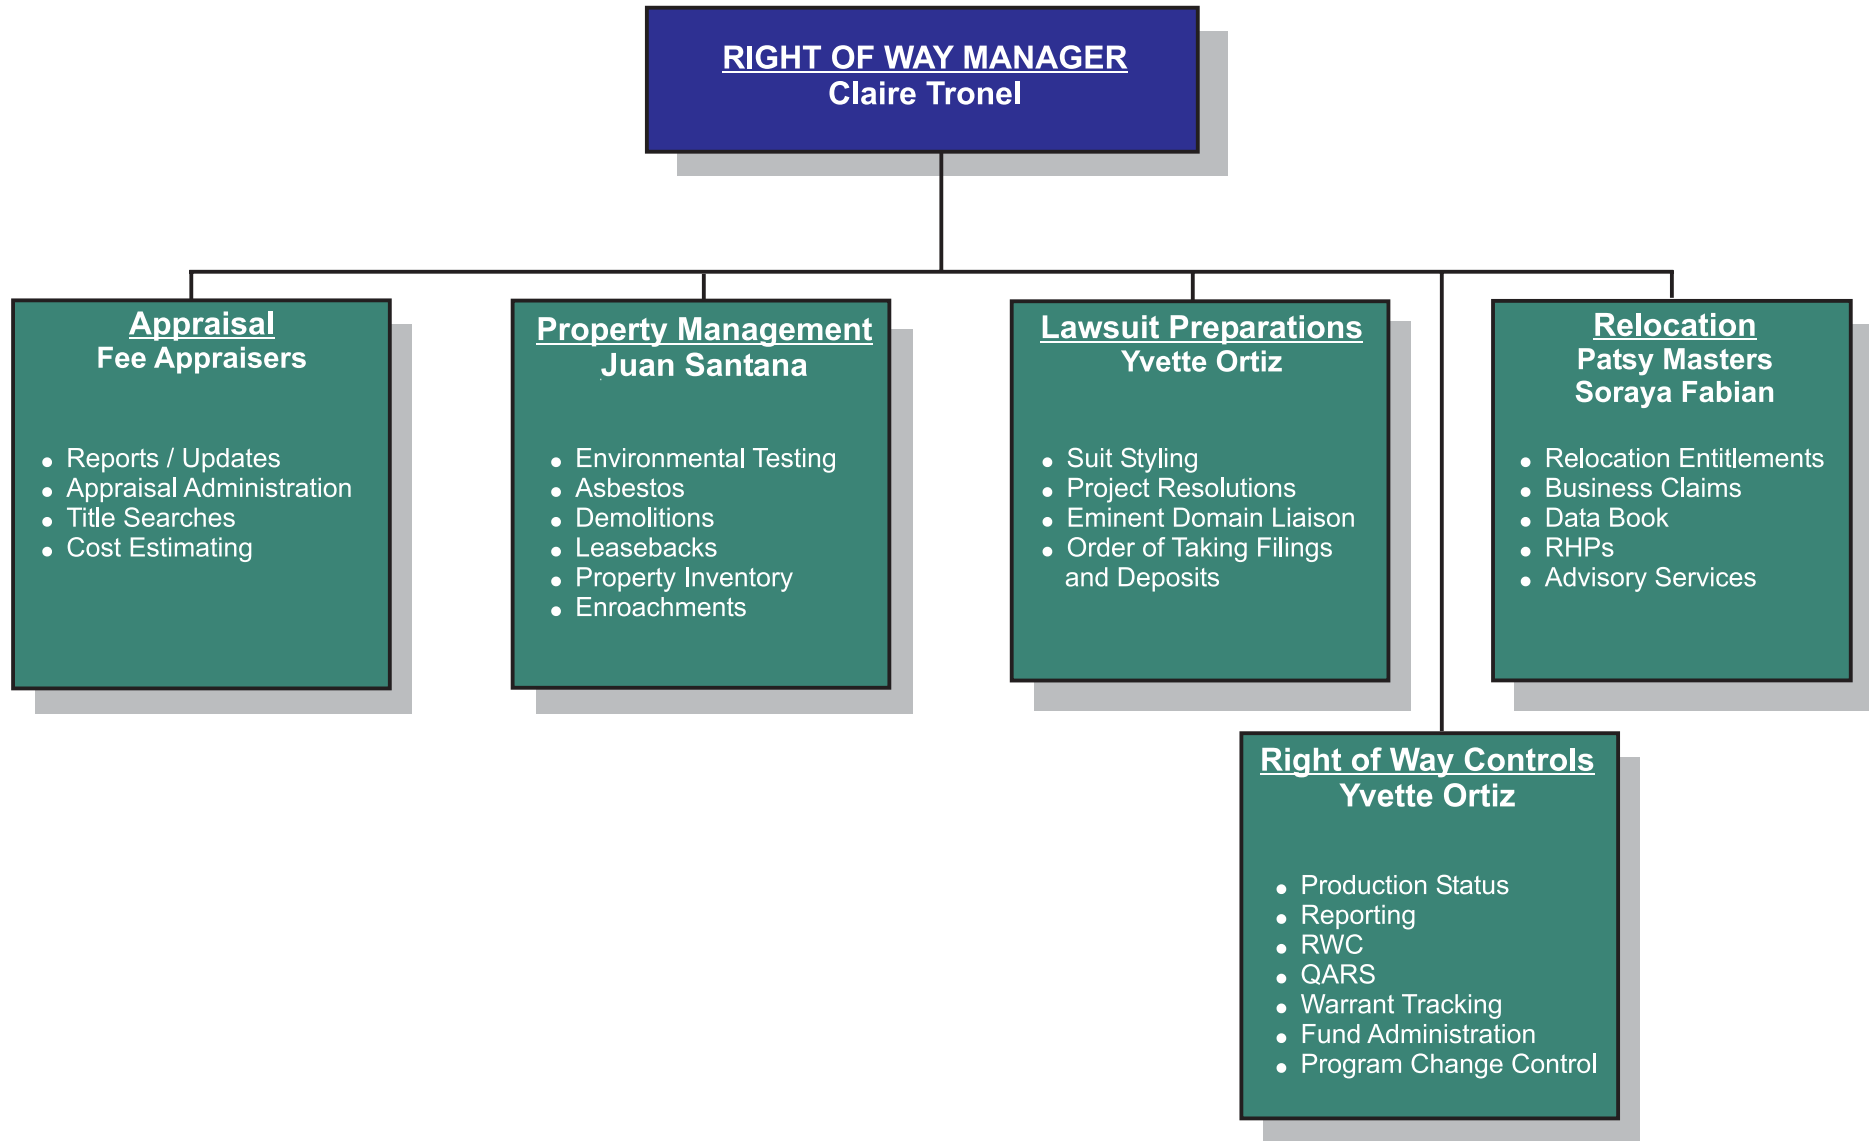 RIGHT OF WAY MANAGER
Claire Tronel
Appraisal
Fee Appraisers
• Reports / Updates
• Appraisal Administration
• Title Searches
• Cost Estimating
Property Management
Juan Santana
• Environmental Testing
• Asbestos
• Demolitions
• Leasebacks
• Property Inventory
• Enroachments
Lawsuit Preparations
Yvette Ortiz
• Suit Styling
• Project Resolutions
• Eminent Domain Liaison
• Order of Taking Filings
and Deposits
Relocation
Patsy Masters
Soraya Fabian
• Relocation Entitlements
• Business Claims
• Data Book
• RHPs
• Advisory Services
Right of Way Controls
Yvette Ortiz
• Production Status
• Reporting
• RWC
• QARS
• Warrant Tracking
• Fund Administration
• Program Change Control